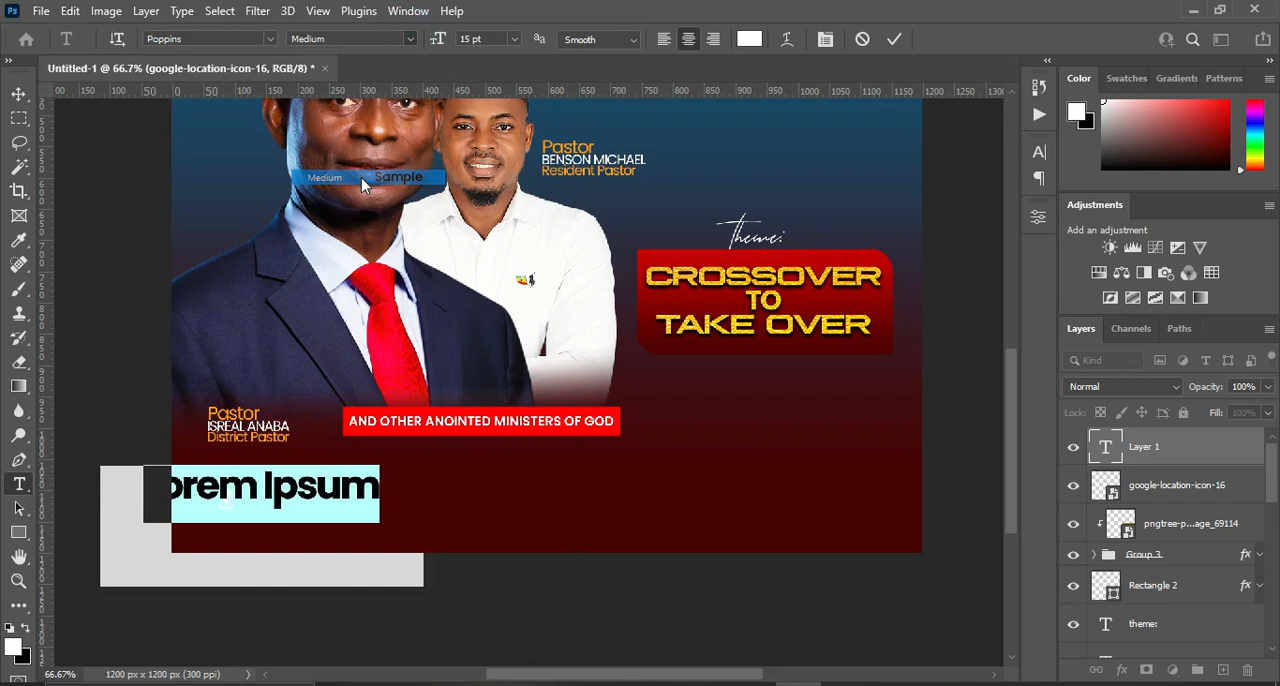 Ps File Edit Image Layer Type Select Filter 3D View Plugins Window Help
Poppins Medium 15 pt Smooth
Untitled-1 @ 66.7% (google-location-icon-16, RGB/8) *
Color Swatches Gradients Patterns
Pastor
BENSON MICHAEL
Resident Pastor
Medium Sample
theme:
CROSSOVER
TO
TAKE OVER
Pastor
ISREAL ANABA
District Pastor
AND OTHER ANOINTED MINISTERS OF GOD
orem Ipsum
Adjustments
Add an adjustment
Layers Channels Paths
Kind
Normal Opacity: 100%
Lock: Fill: 100%
Layer 1
google-location-icon-16
pngtree-p...age_69114
Group 3
Rectangle 2
theme:
66.67% 1200 px x 1200 px (300 ppi)